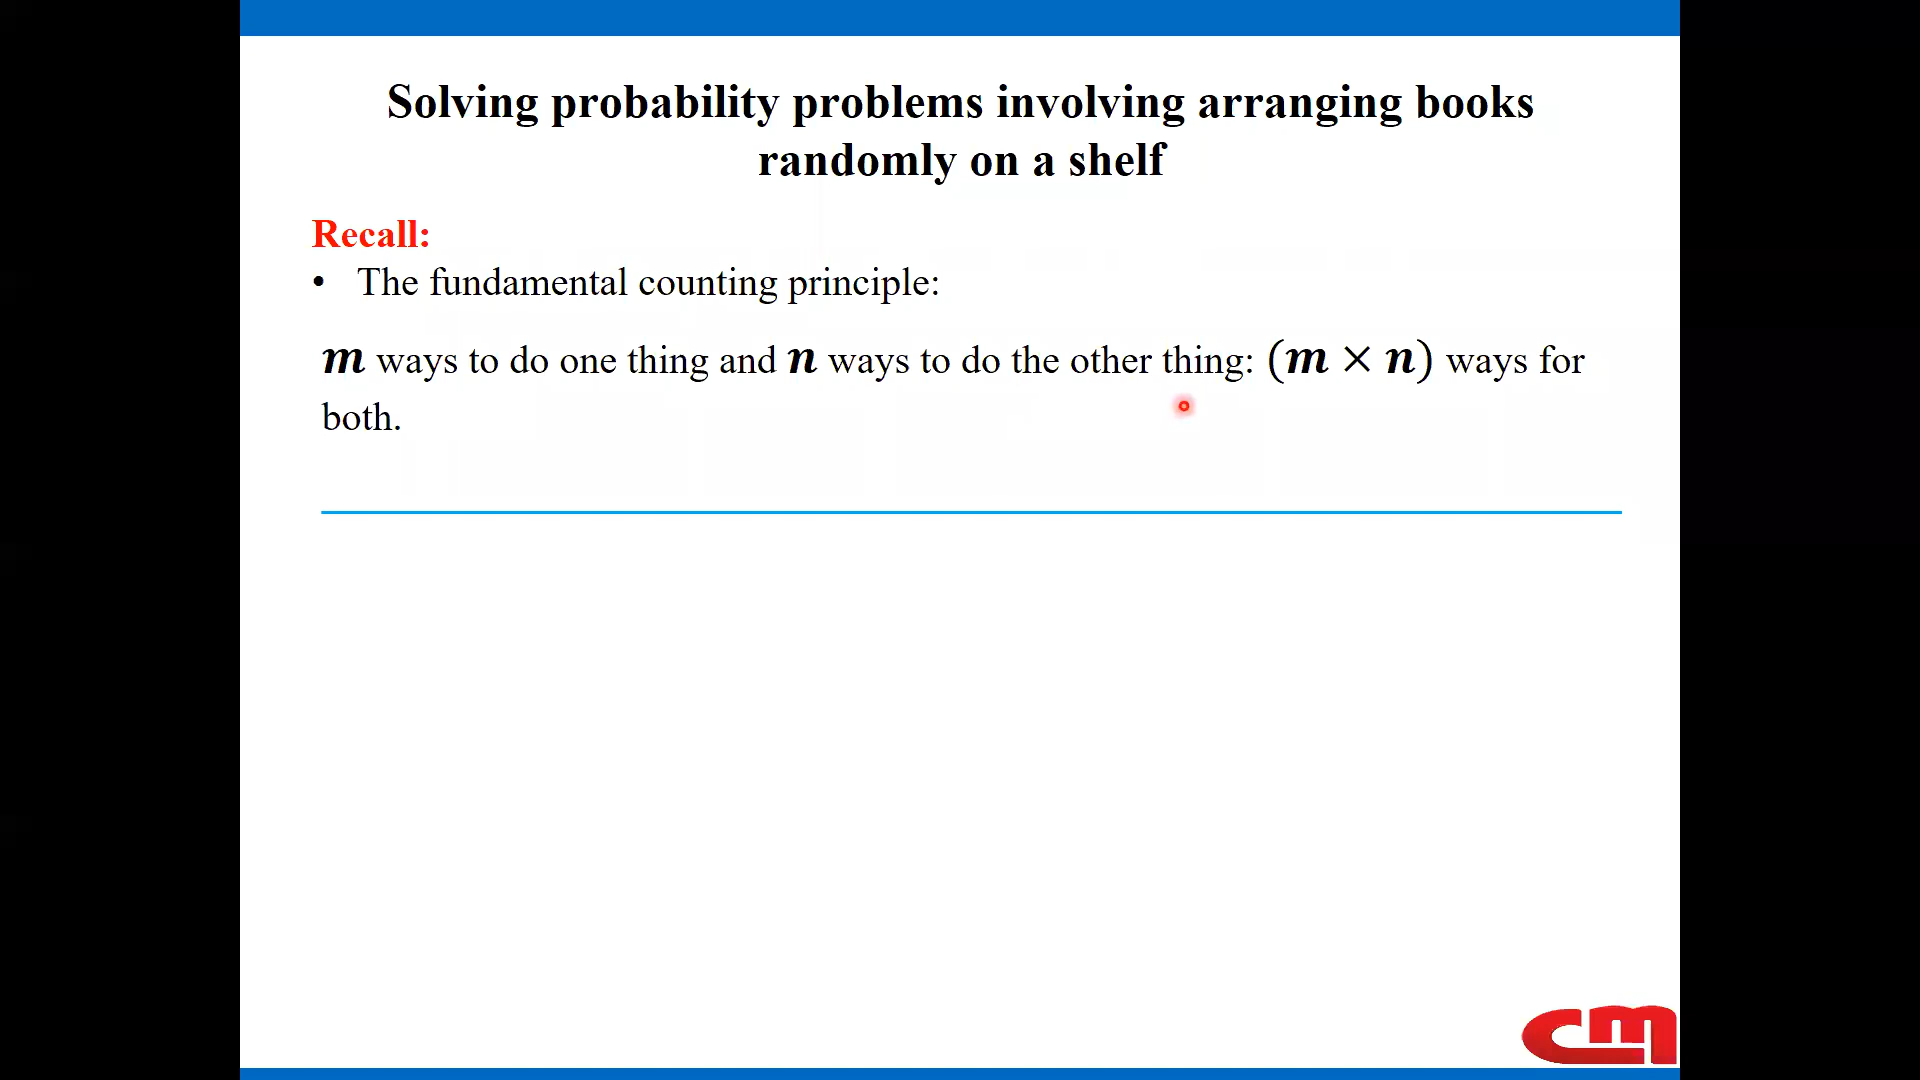 Solving probability problems involving arranging books
randomly on a shelf
Recall:
• The fundamental counting principle:
m ways to do one thing and n ways to do the other thing: (m × n) ways for
both.
cm